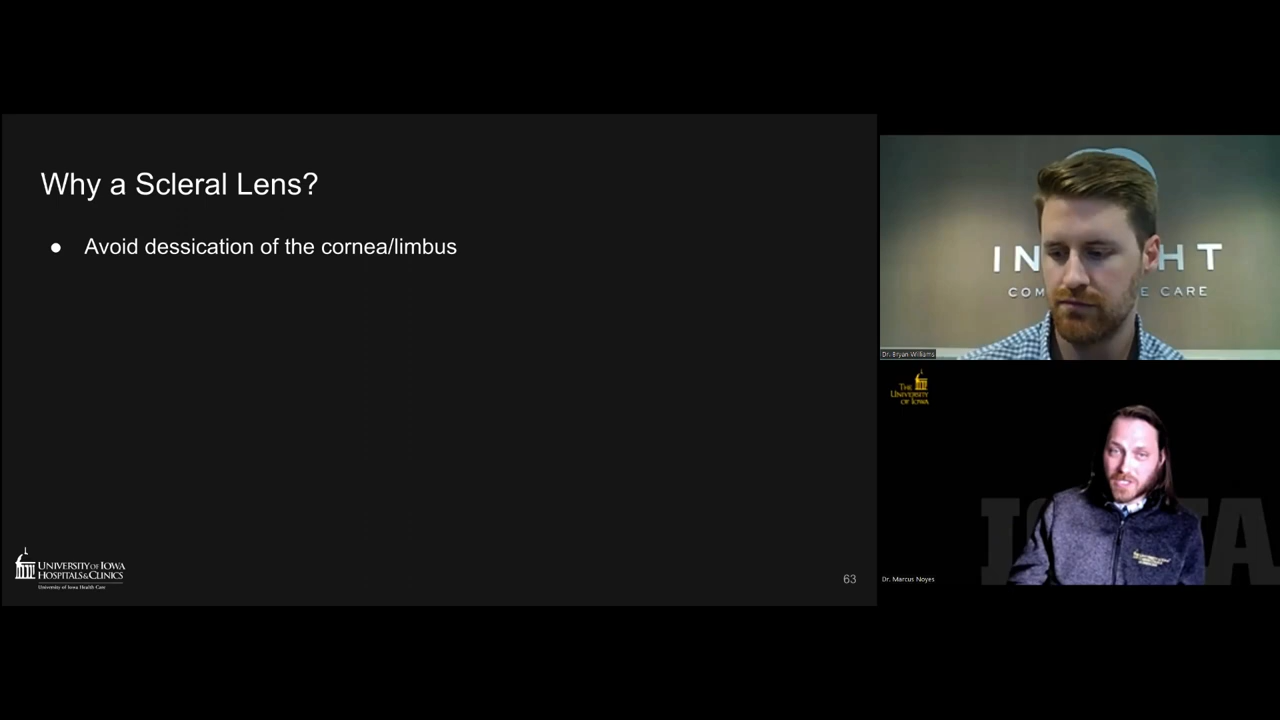 Why a Scleral Lens?
● Avoid dessication of the cornea/limbus
UNIVERSITY OF IOWA
HOSPITALS & CLINICS
University of Iowa Health Care
63
IN HT
COM E CARE
Dr. Bryan Williams
THE
UNIVERSITY
OF IOWA
Dr. Marcus Noyes